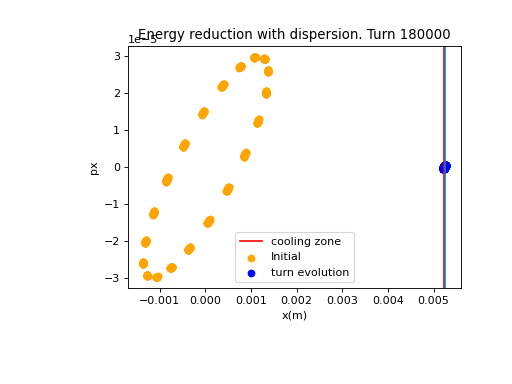 Energy reduction with dispersion. Turn 180000
1e−5
3
2
1
0
−1
−2
−3
px
cooling zone
Initial
turn evolution
−0.001 0.000 0.001 0.002 0.003 0.004 0.005
x(m)